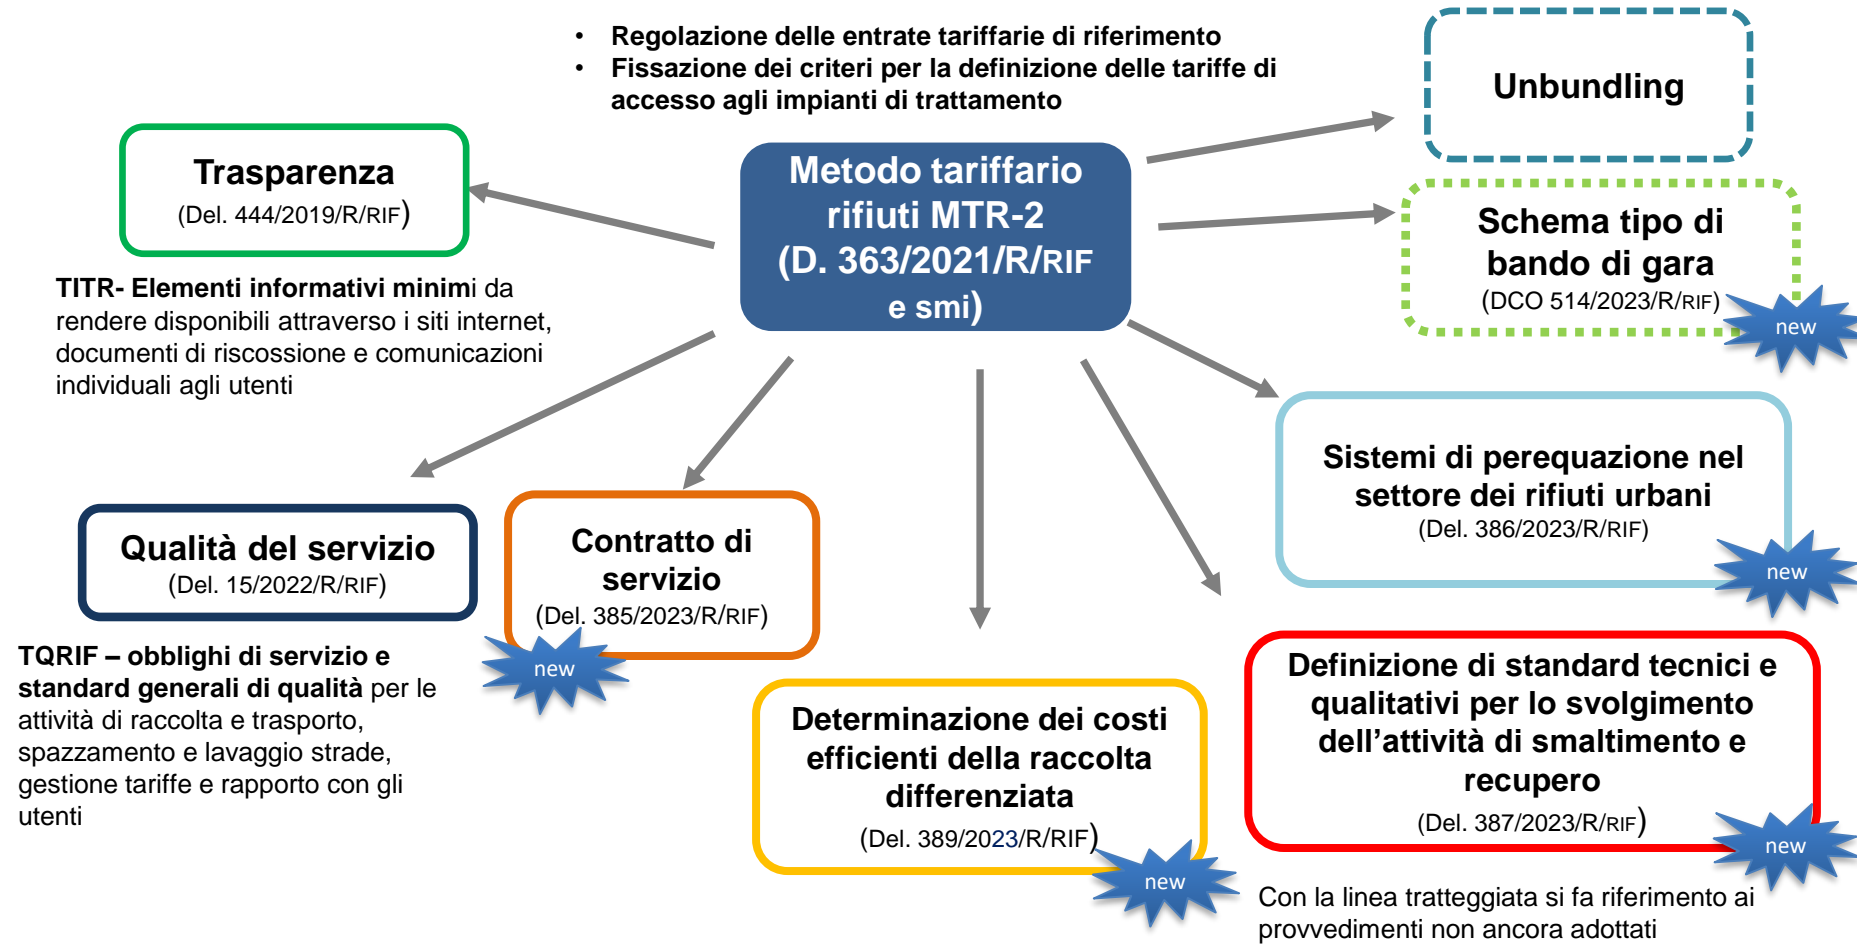 • Regolazione delle entrate tariffarie di riferimento
• Fissazione dei criteri per la definizione delle tariffe di
accesso agli impianti di trattamento
Unbundling
Trasparenza
(Del. 444/2019/R/RIF)
Metodo tariffario
rifiuti MTR-2
(D. 363/2021/R/RIF
e smi)
Schema tipo di
bando di gara
(DCO 514/2023/R/RIF)
new
TITR- Elementi informativi minimi da
rendere disponibili attraverso i siti internet,
documenti di riscossione e comunicazioni
individuali agli utenti
Sistemi di perequazione nel
settore dei rifiuti urbani
(Del. 386/2023/R/RIF)
new
Qualità del servizio
(Del. 15/2022/R/RIF)
Contratto di
servizio
(Del. 385/2023/R/RIF)
new
TQRIF – obblighi di servizio e
standard generali di qualità per le
attività di raccolta e trasporto,
spazzamento e lavaggio strade,
gestione tariffe e rapporto con gli
utenti
Determinazione dei costi
efficienti della raccolta
differenziata
(Del. 389/2023/R/RIF)
new
Definizione di standard tecnici e
qualitativi per lo svolgimento
dell’attività di smaltimento e
recupero
(Del. 387/2023/R/RIF)
new
Con la linea tratteggiata si fa riferimento ai
provvedimenti non ancora adottati